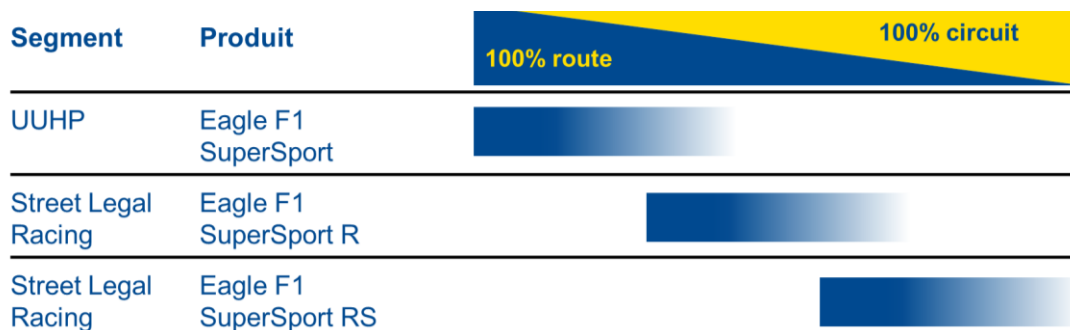 Segment
Produit
100% route
100% circuit
UUHP
Eagle F1
SuperSport
Street Legal
Racing
Eagle F1
SuperSport R
Street Legal
Racing
Eagle F1
SuperSport RS